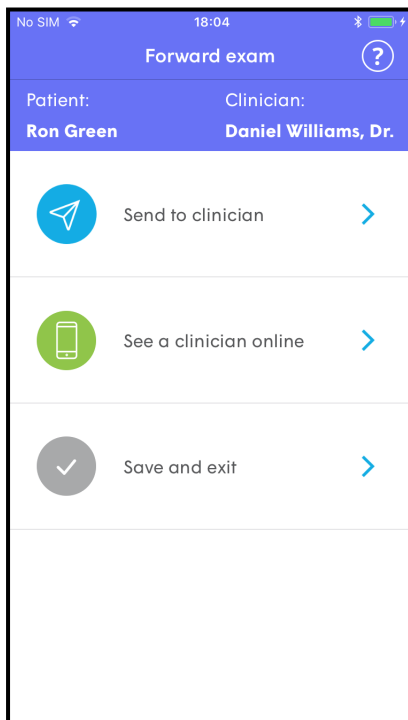 No SIM 18:04
Forward exam ?
Patient: Clinician:
Ron Green Daniel Williams, Dr.
Send to clinician
See a clinician online
Save and exit